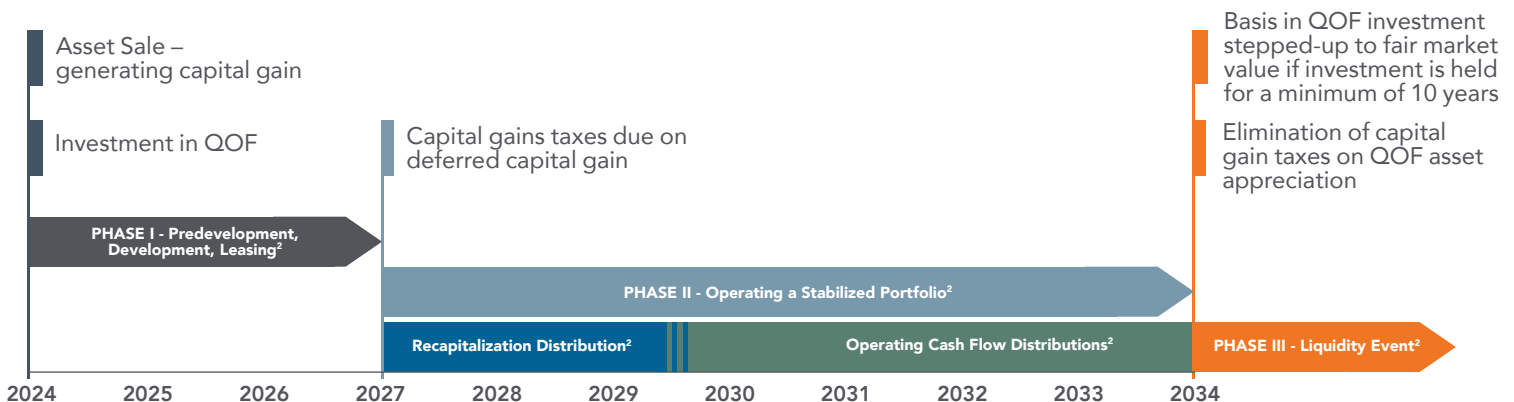 Asset Sale –
generating capital gain
Investment in QOF
Capital gains taxes due on
deferred capital gain
Basis in QOF investment
stepped-up to fair market
value if investment is held
for a minimum of 10 years
Elimination of capital
gain taxes on QOF asset
appreciation
PHASE I - Predevelopment,
Development, Leasing²
PHASE II - Operating a Stabilized Portfolio²
Recapitalization Distribution²
Operating Cash Flow Distributions²
PHASE III - Liquidity Event²
2024 2025 2026 2027 2028 2029 2030 2031 2032 2033 2034